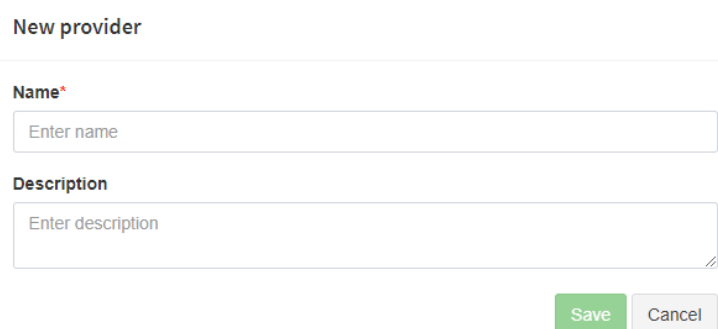 New provider
Name*
Enter name
Description
Enter description
Save Cancel